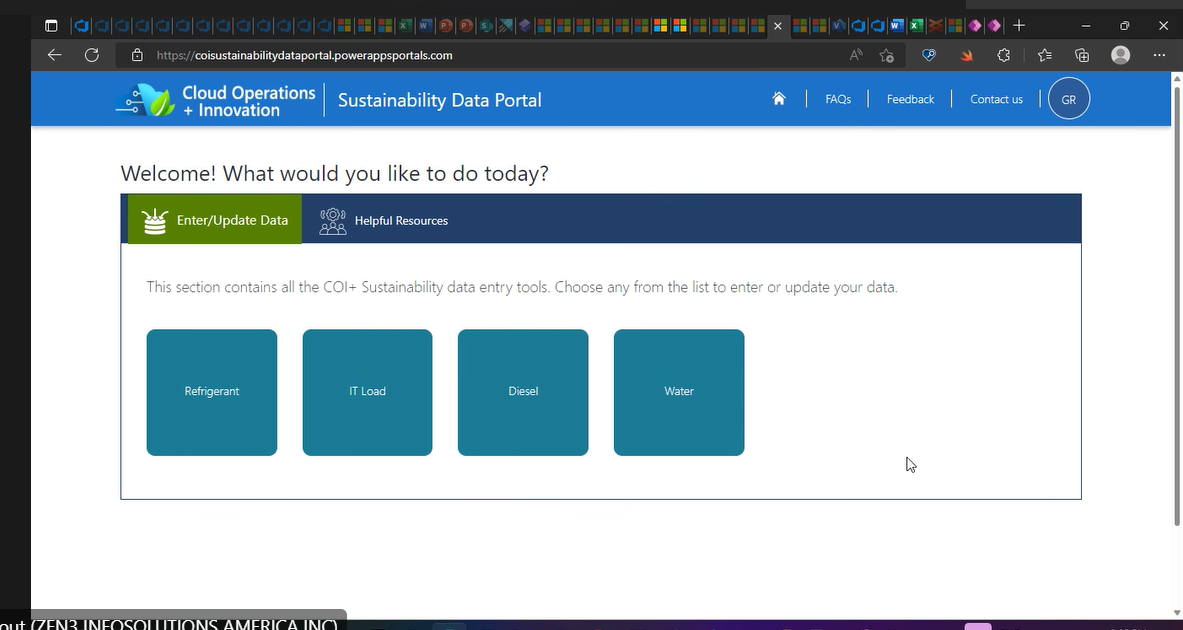 https://coisustainabilitydataportal.powerappsportals.com
Cloud Operations
+ Innovation
Sustainability Data Portal
FAQs
Feedback
Contact us
GR
Welcome! What would you like to do today?
Enter/Update Data
Helpful Resources
This section contains all the COI+ Sustainability data entry tools. Choose any from the list to enter or update your data.
Refrigerant
IT Load
Diesel
Water
out (ZEN3 INFOSOLUTIONS AMERICA INC)